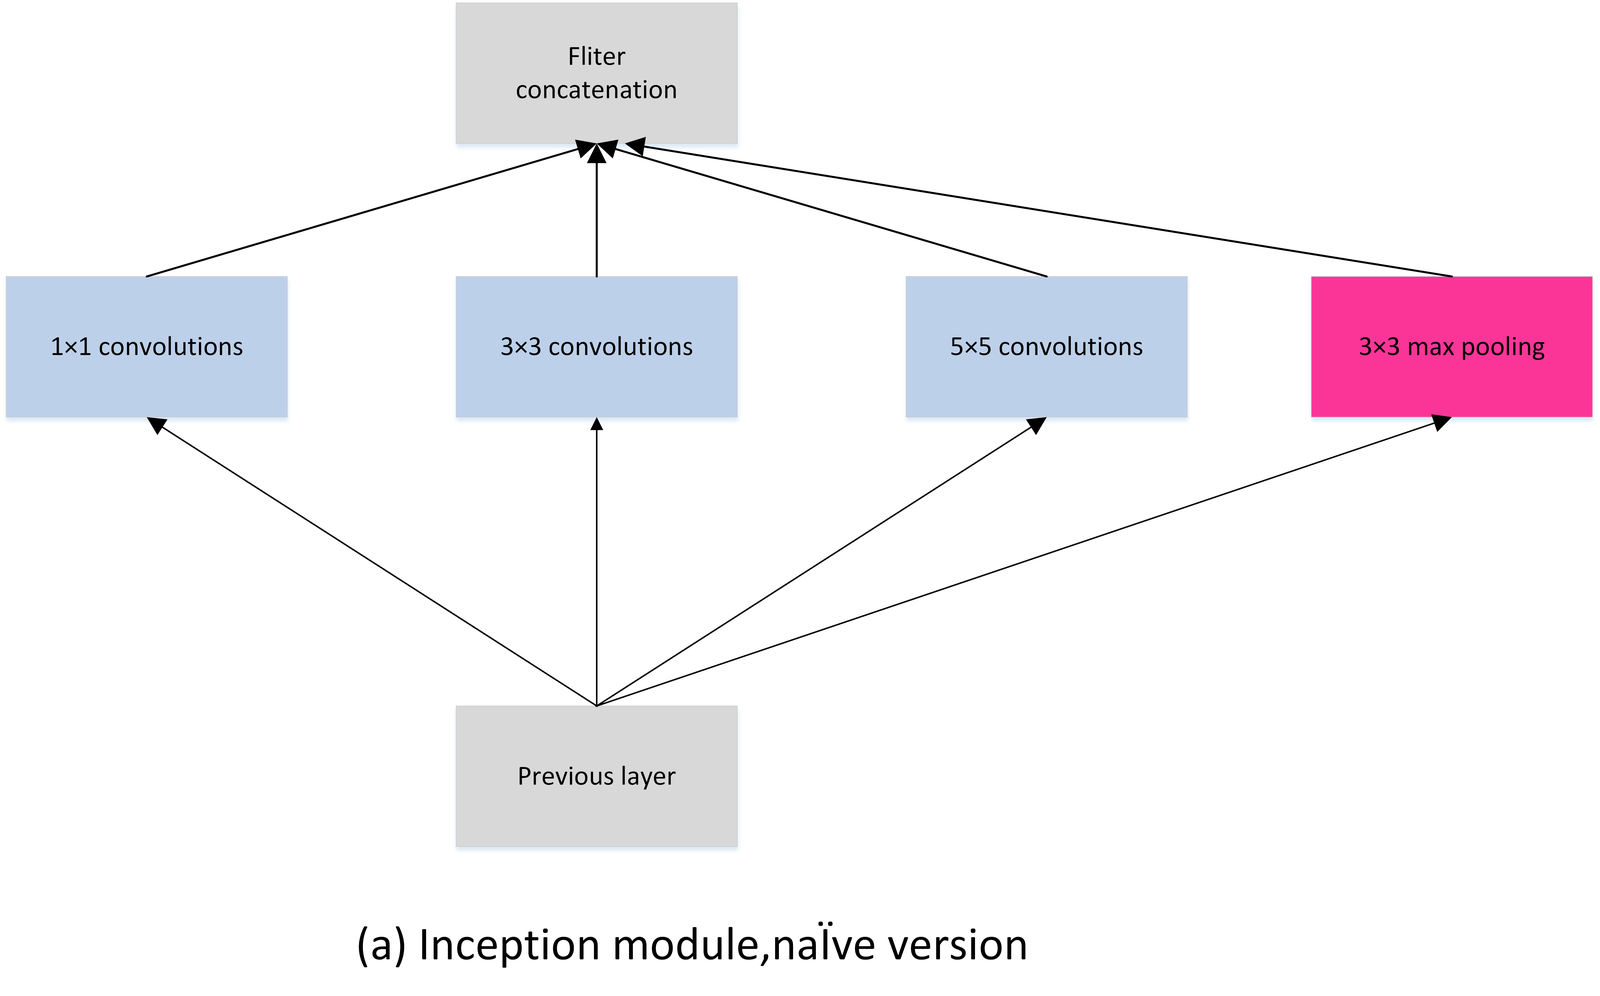 Fliter
concatenation
1×1 convolutions
3×3 convolutions
5×5 convolutions
3×3 max pooling
Previous layer
(a) Inception module,naÏve version